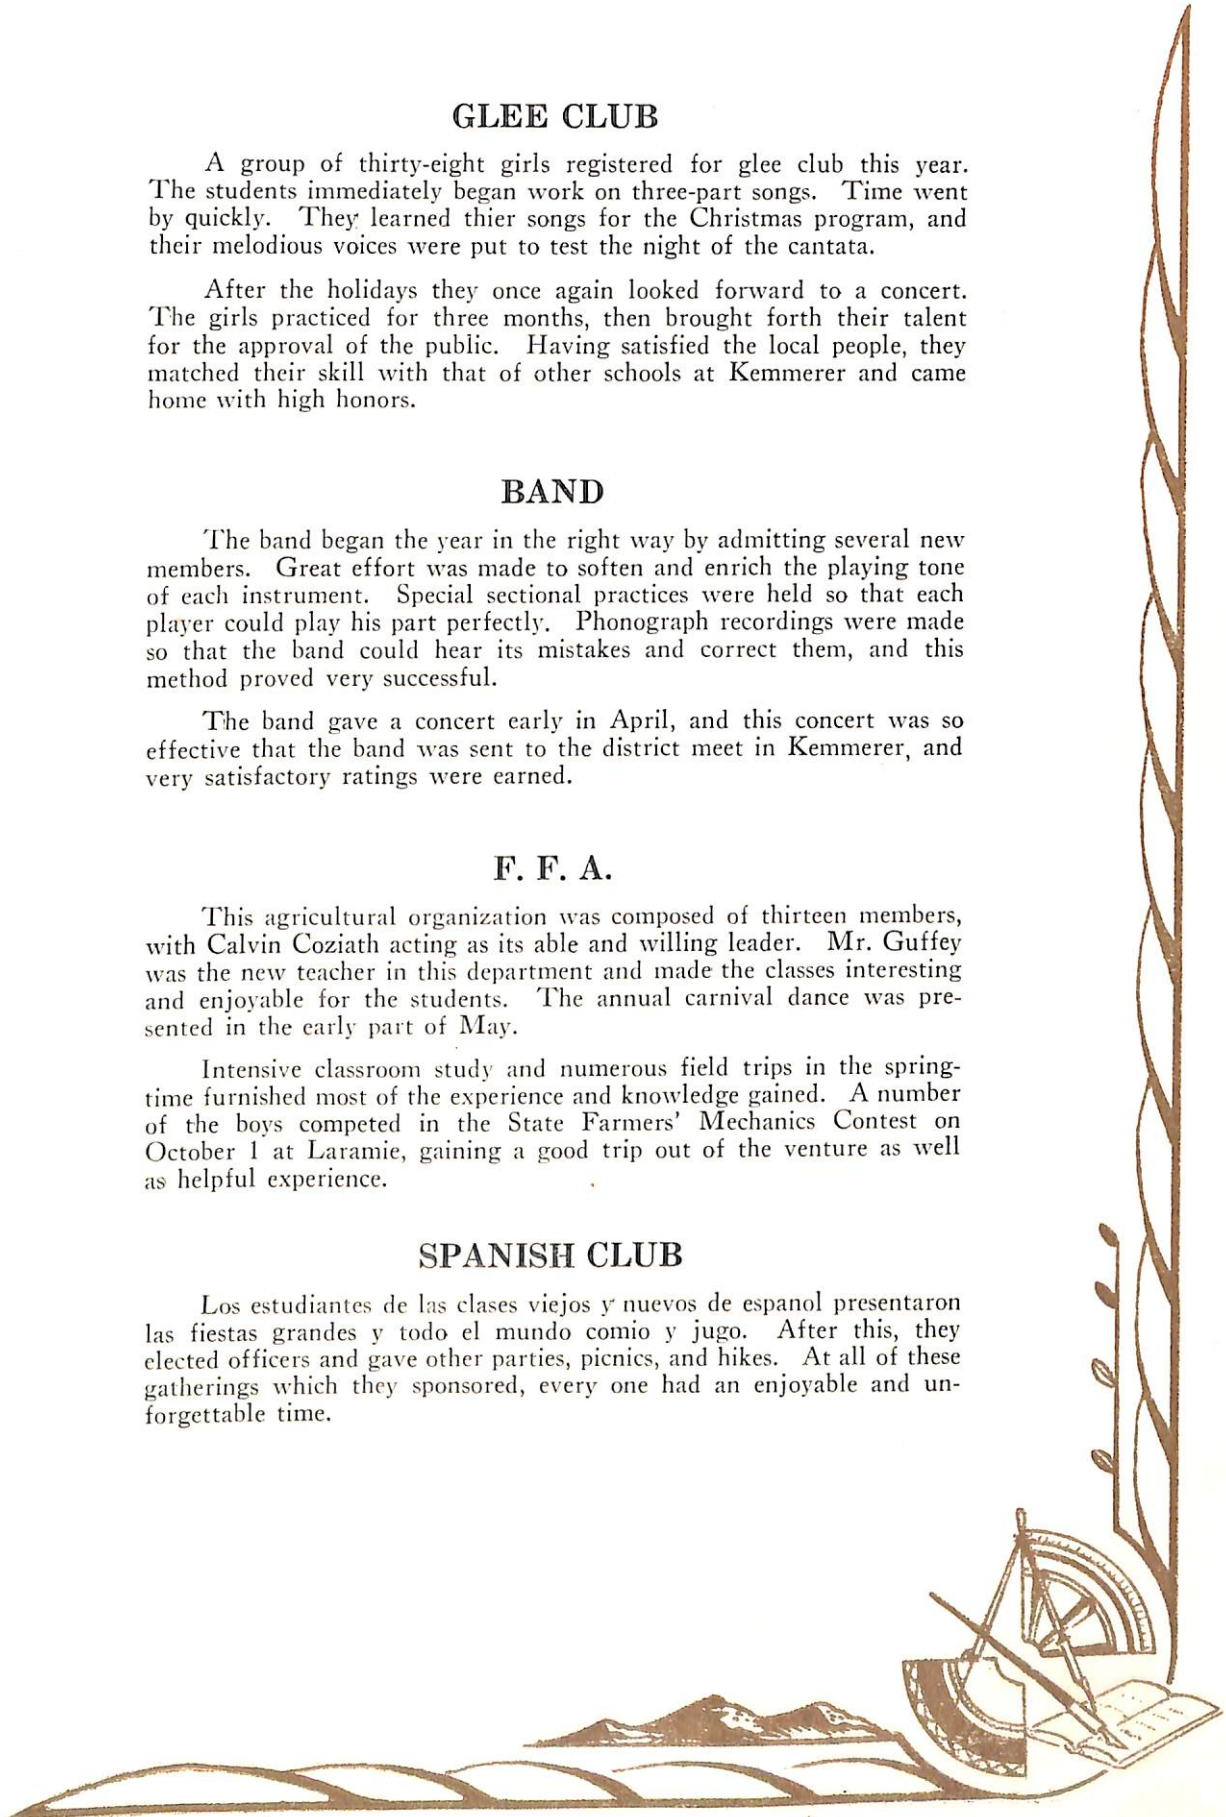 GLEE CLUB
A group of thirty-eight girls registered for glee club this year.
The students immediately began work on three-part songs. Time went
by quickly. They learned thier songs for the Christmas program, and
their melodious voices were put to test the night of the cantata.
After the holidays they once again looked forward to a concert.
The girls practiced for three months, then brought forth their talent
for the approval of the public. Having satisfied the local people, they
matched their skill with that of other schools at Kemmerer and came
home with high honors.
BAND
The band began the year in the right way by admitting several new
members. Great effort was made to soften and enrich the playing tone
of each instrument. Special sectional practices were held so that each
player could play his part perfectly. Phonograph recordings were made
so that the band could hear its mistakes and correct them, and this
method proved very successful.
The band gave a concert early in April, and this concert was so
effective that the band was sent to the district meet in Kemmerer, and
very satisfactory ratings were earned.
F. F. A.
This agricultural organization was composed of thirteen members,
with Calvin Coziath acting as its able and willing leader. Mr. Guffey
was the new teacher in this department and made the classes interesting
and enjoyable for the students. The annual carnival dance was pre-
sented in the early part of May.
Intensive classroom study and numerous field trips in the spring-
time furnished most of the experience and knowledge gained. A number
of the boys competed in the State Farmers' Mechanics Contest on
October 1 at Laramie, gaining a good trip out of the venture as well
as helpful experience.
SPANISH CLUB
Los estudiantes de las clases viejos y nuevos de espanol presentaron
las fiestas grandes y todo el mundo comio y jugo. After this, they
elected officers and gave other parties, picnics, and hikes. At all of these
gatherings which they sponsored, every one had an enjoyable and un-
forgettable time.